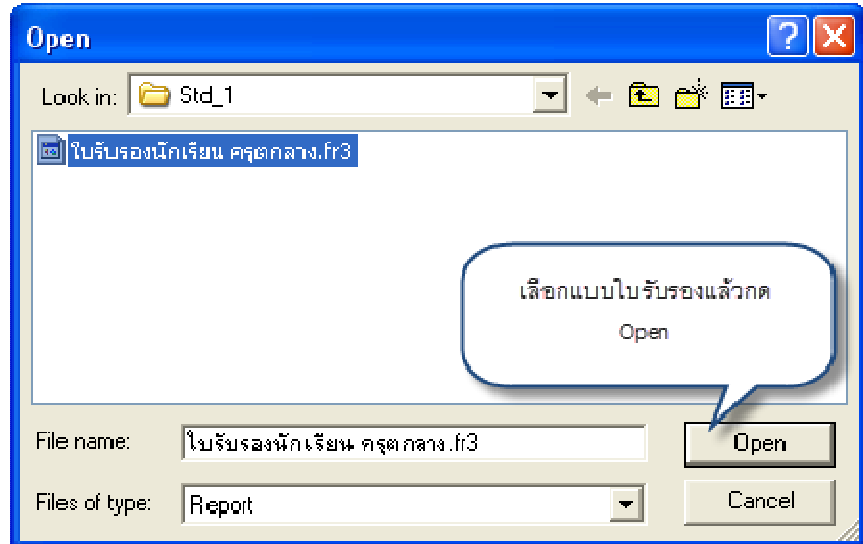 Open
Look in: Std_1
ใบรับรองนักเรียน ครุตกลาง.fr3
เลือกแบบใบรับรองแล้วกด
Open
File name: ใบรับรองนักเรียน ครุตกลาง.fr3 Open
Files of type: Report Cancel